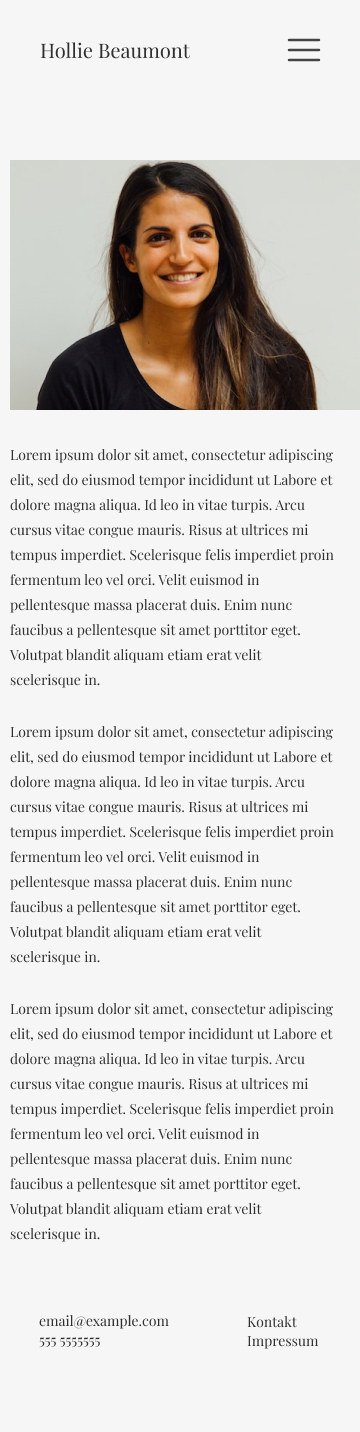 Hollie Beaumont
Lorem ipsum dolor sit amet, consectetur adipiscing
elit, sed do eiusmod tempor incididunt ut Labore et
dolore magna aliqua. Id leo in vitae turpis. Arcu
cursus vitae congue mauris. Risus at ultrices mi
tempus imperdiet. Scelerisque felis imperdiet proin
fermentum leo vel orci. Velit euismod in
pellentesque massa placerat duis. Enim nunc
faucibus a pellentesque sit amet porttitor eget.
Volutpat blandit aliquam etiam erat velit
scelerisque in.
Lorem ipsum dolor sit amet, consectetur adipiscing
elit, sed do eiusmod tempor incididunt ut Labore et
dolore magna aliqua. Id leo in vitae turpis. Arcu
cursus vitae congue mauris. Risus at ultrices mi
tempus imperdiet. Scelerisque felis imperdiet proin
fermentum leo vel orci. Velit euismod in
pellentesque massa placerat duis. Enim nunc
faucibus a pellentesque sit amet porttitor eget.
Volutpat blandit aliquam etiam erat velit
scelerisque in.
Lorem ipsum dolor sit amet, consectetur adipiscing
elit, sed do eiusmod tempor incididunt ut Labore et
dolore magna aliqua. Id leo in vitae turpis. Arcu
cursus vitae congue mauris. Risus at ultrices mi
tempus imperdiet. Scelerisque felis imperdiet proin
fermentum leo vel orci. Velit euismod in
pellentesque massa placerat duis. Enim nunc
faucibus a pellentesque sit amet porttitor eget.
Volutpat blandit aliquam etiam erat velit
scelerisque in.
email@example.com
555 5555555
Kontakt
Impressum